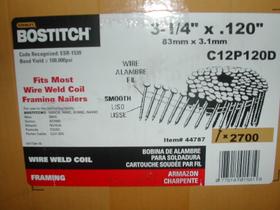 BOSTITCH
3-1/4" x .120"
83mm x 3.1mm
Code Recognized: ESR-1539
Bend Yield > 100,000psi
C12P120D
WIRE
ALAMBRE
FIL
Fits Most
Wire Weld Coil
Framing Nailers
SMOOTH
LISO
LISSE
Item# 44787
x 2700
WIRE WELD COIL
BOBINA DE ALAMBRE
PARA SOLDADURA
CARTOUCHE SOUDÉE PAR FIL
FRAMING
ARMAZON
CHARPENTE